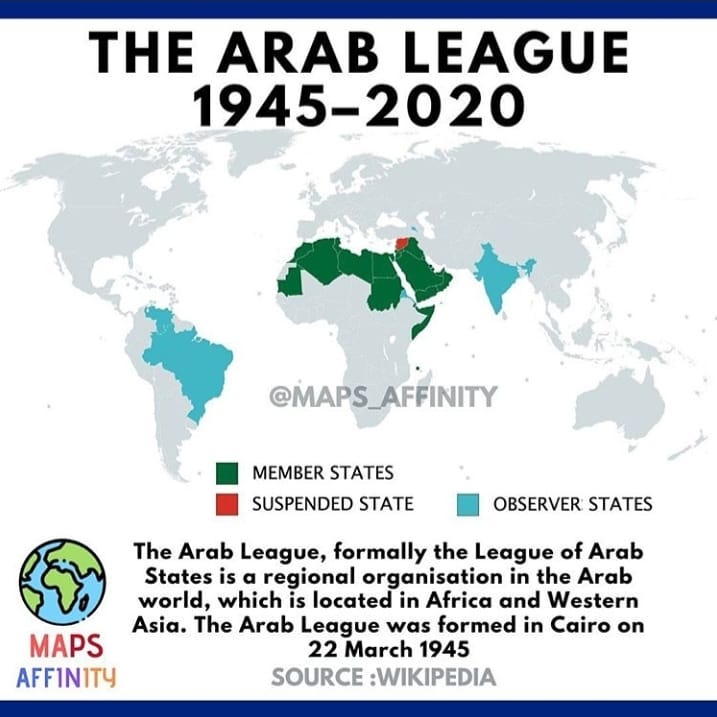 THE ARAB LEAGUE
1945–2020
@MAPS_AFFINITY
MEMBER STATES
SUSPENDED STATE
OBSERVER STATES
The Arab League, formally the League of Arab
States is a regional organisation in the Arab
world, which is located in Africa and Western
Asia. The Arab League was formed in Cairo on
22 March 1945
SOURCE :WIKIPEDIA
MAPS
AFFINITY